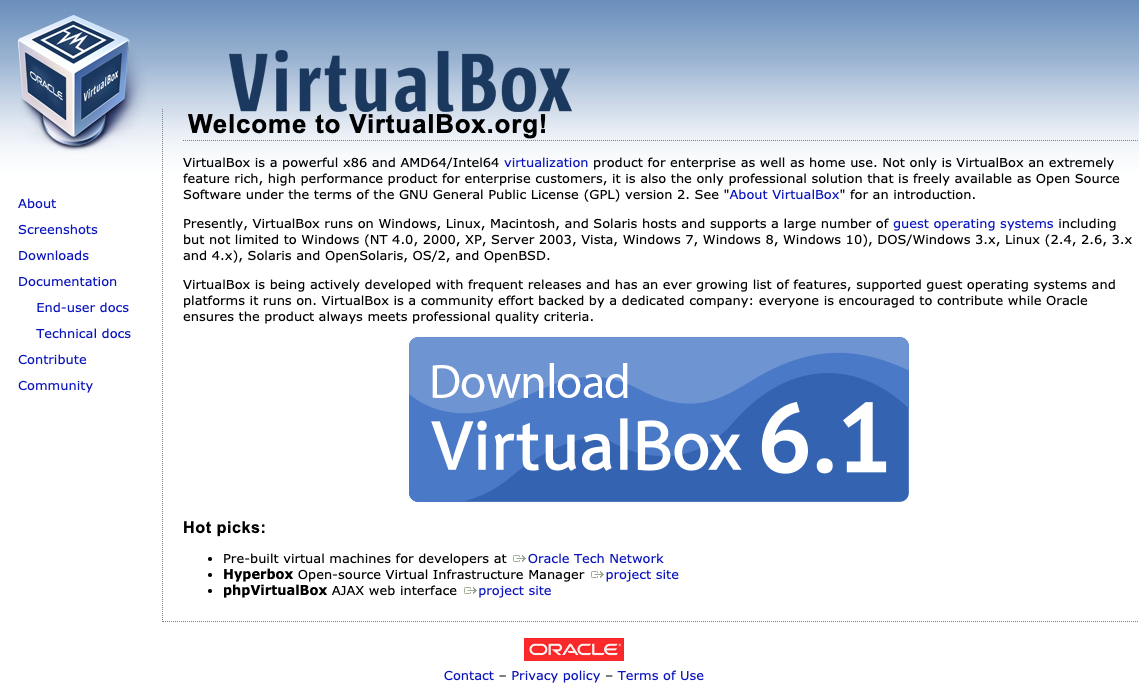 ORACLE
VirtualBox
VirtualBox
Welcome to VirtualBox.org!
VirtualBox is a powerful x86 and AMD64/Intel64 virtualization product for enterprise as well as home use. Not only is VirtualBox an extremely
feature rich, high performance product for enterprise customers, it is also the only professional solution that is freely available as Open Source
Software under the terms of the GNU General Public License (GPL) version 2. See "About VirtualBox" for an introduction.
Presently, VirtualBox runs on Windows, Linux, Macintosh, and Solaris hosts and supports a large number of guest operating systems including
but not limited to Windows (NT 4.0, 2000, XP, Server 2003, Vista, Windows 7, Windows 8, Windows 10), DOS/Windows 3.x, Linux (2.4, 2.6, 3.x
and 4.x), Solaris and OpenSolaris, OS/2, and OpenBSD.
VirtualBox is being actively developed with frequent releases and has an ever growing list of features, supported guest operating systems and
platforms it runs on. VirtualBox is a community effort backed by a dedicated company: everyone is encouraged to contribute while Oracle
ensures the product always meets professional quality criteria.
About
Screenshots
Downloads
Documentation
End-user docs
Technical docs
Contribute
Community
Download
VirtualBox 6.1
Hot picks:
• Pre-built virtual machines for developers at Oracle Tech Network
• Hyperbox Open-source Virtual Infrastructure Manager project site
• phpVirtualBox AJAX web interface project site
ORACLE
Contact – Privacy policy – Terms of Use